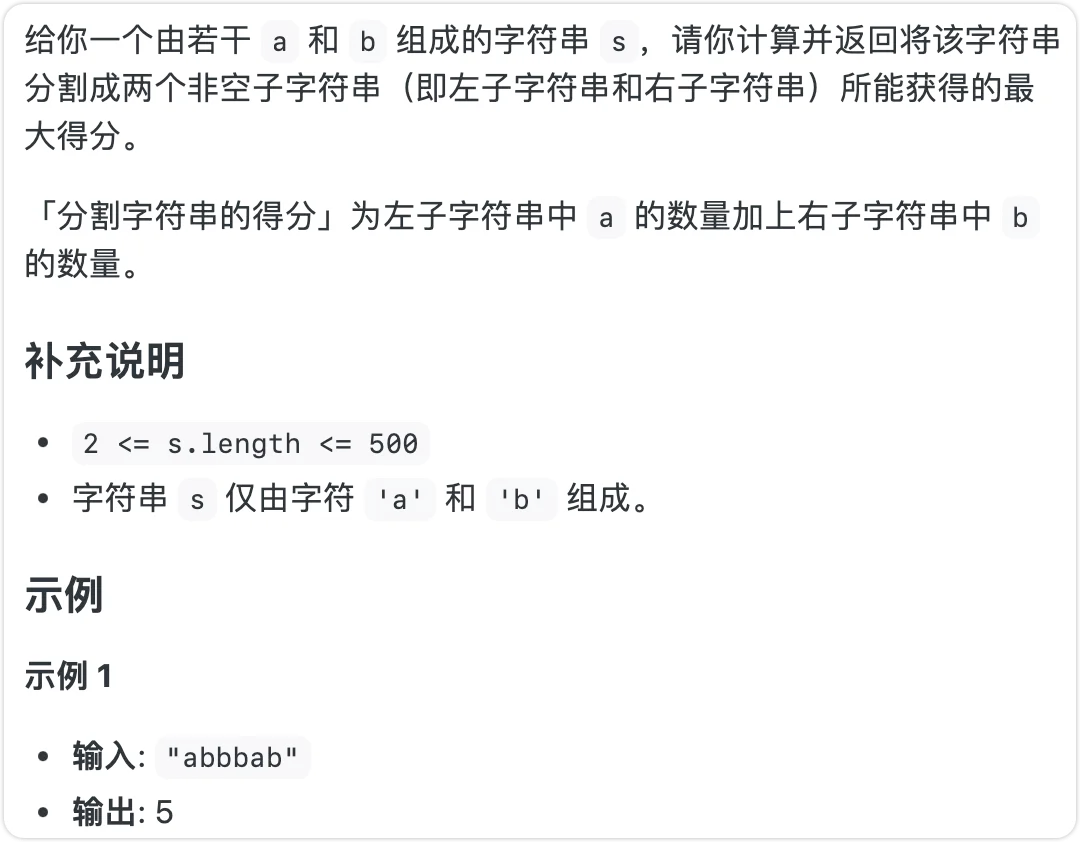 给你一个由若干 a 和 b 组成的字符串 s ，请你计算并返回将该字符串
分割成两个非空子字符串（即左子字符串和右子字符串）所能获得的最
大得分。
「分割字符串的得分」为左子字符串中 a 的数量加上右子字符串中 b
的数量。
补充说明
• 2 <= s.length <= 500
• 字符串 s 仅由字符 'a' 和 'b' 组成。
示例
示例 1
• 输入: "abbbab"
• 输出: 5